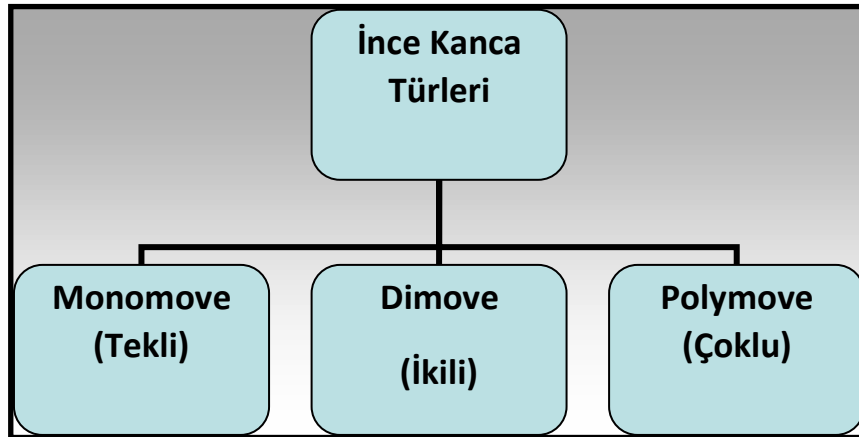 İnce Kanca
Türleri
Monomove
(Tekli)
Dimove
(İkili)
Polymove
(Çoklu)